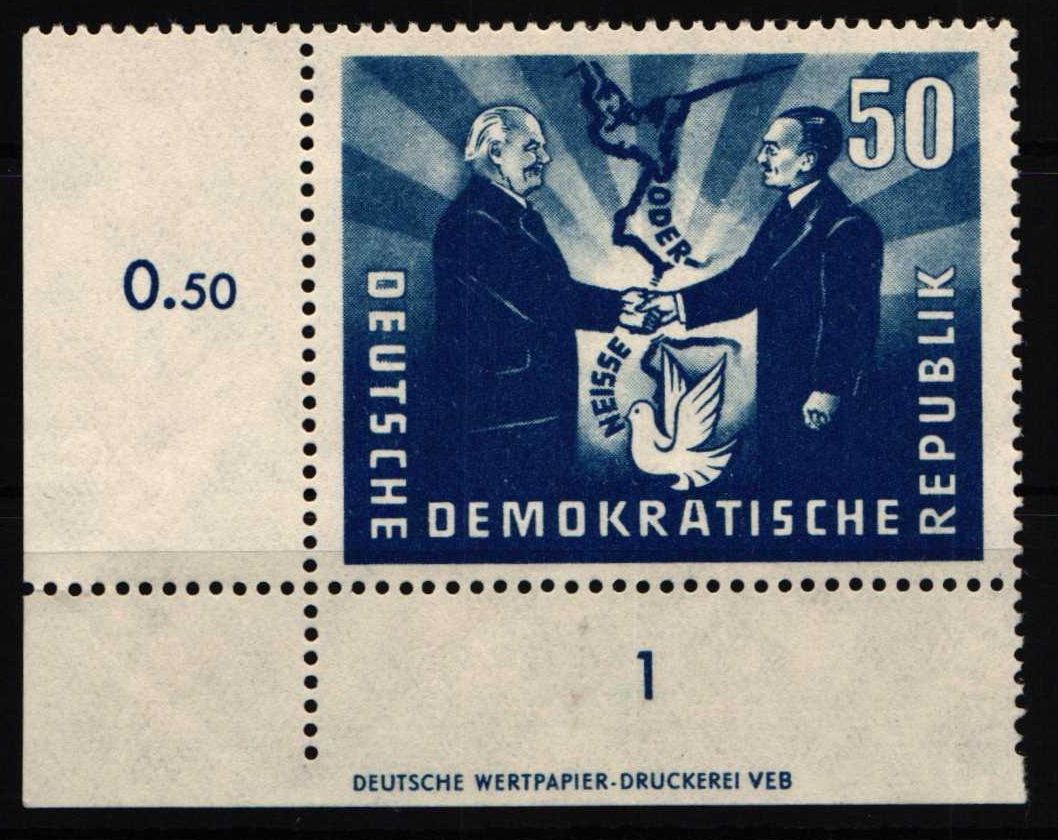 50
ODER
NEISSE
DEUTSCHE
DEMOKRATISCHE
REPUBLIK
0.50
1
DEUTSCHE WERTPAPIER-DRUCKEREI VEB